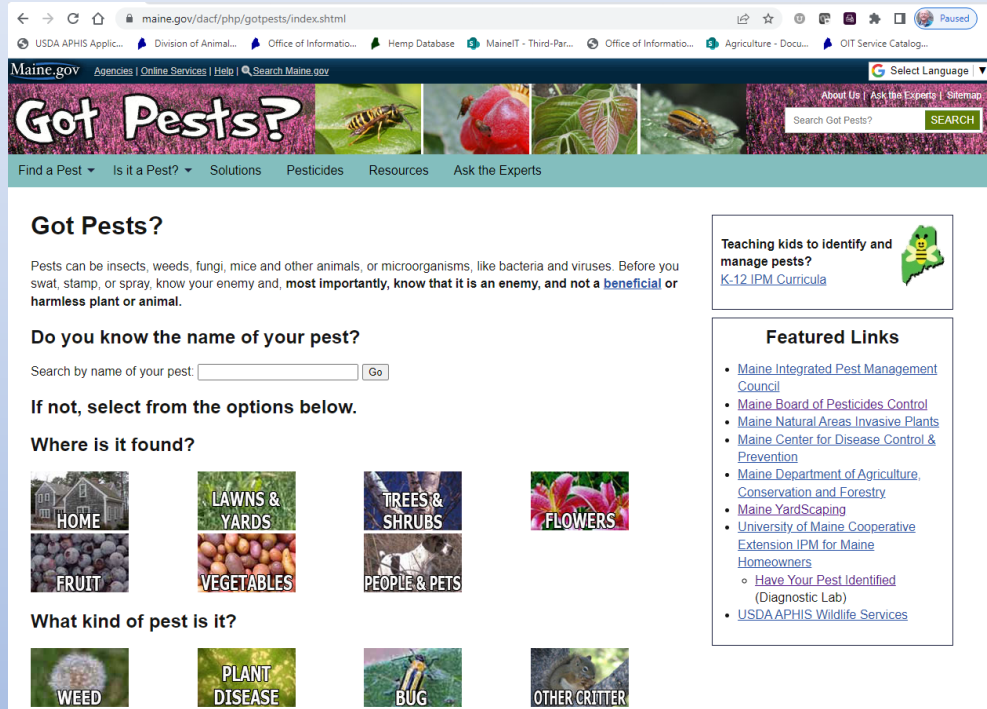 maine.gov/dacf/php/gotpests/index.shtml
Paused
USDA APHIS Applic... Division of Animal... Office of Informatio... Hemp Database MaineIT - Third-Par... Office of Informatio... Agriculture - Docu... OIT Service Catalog...
Maine.gov Agencies | Online Services | Help | Search Maine.gov
G Select Language ▼
Got Pests?
About Us | Ask the Experts | Sitemap
Search Got Pests? SEARCH
Find a Pest Is it a Pest? Solutions Pesticides Resources Ask the Experts
Got Pests?
Pests can be insects, weeds, fungi, mice and other animals, or microorganisms, like bacteria and viruses. Before you
swat, stamp, or spray, know your enemy and, most importantly, know that it is an enemy, and not a beneficial or
harmless plant or animal.
Do you know the name of your pest?
Search by name of your pest: Go
If not, select from the options below.
Where is it found?
HOME
LAWNS &
YARDS
TREES &
SHRUBS
FLOWERS
FRUIT
VEGETABLES
PEOPLE & PETS
What kind of pest is it?
WEED
PLANT
DISEASE
BUG
OTHER CRITTER
Teaching kids to identify and
manage pests?
K-12 IPM Curricula
Featured Links
• Maine Integrated Pest Management
Council
• Maine Board of Pesticides Control
• Maine Natural Areas Invasive Plants
• Maine Center for Disease Control &
Prevention
• Maine Department of Agriculture,
Conservation and Forestry
• Maine YardScaping
• University of Maine Cooperative
Extension IPM for Maine
Homeowners
◦ Have Your Pest Identified
(Diagnostic Lab)
• USDA APHIS Wildlife Services